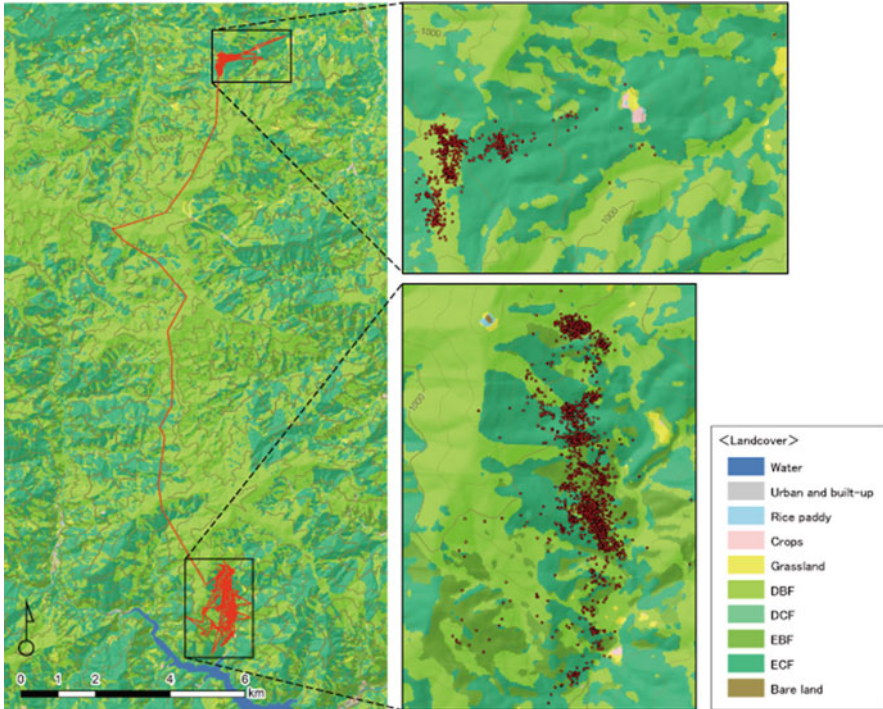 1000
1000
1000
1000
<Landcover>
Water
Urban and built-up
Rice paddy
Crops
Grassland
DBF
DCF
EBF
ECF
Bare land
0 2 4 6
km